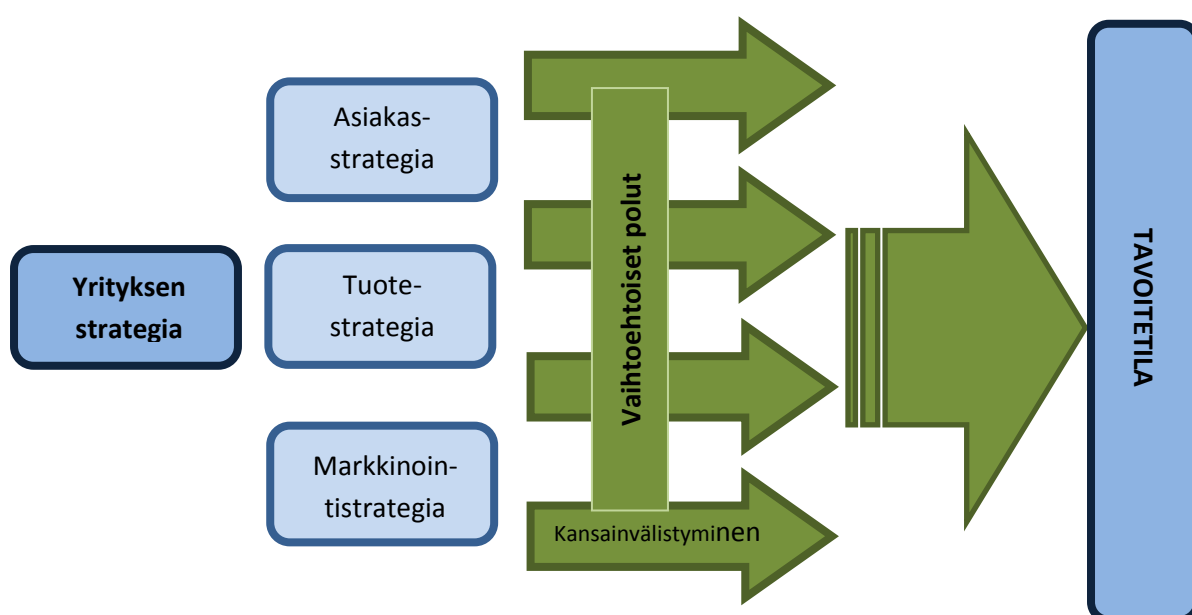 Yrityksen
strategia
Asiakas-
strategia
Tuote-
strategia
Markkinoin-
tistrategia
Vaihtoehtoiset polut
Kansainvälistyminen
TAVOITETILA